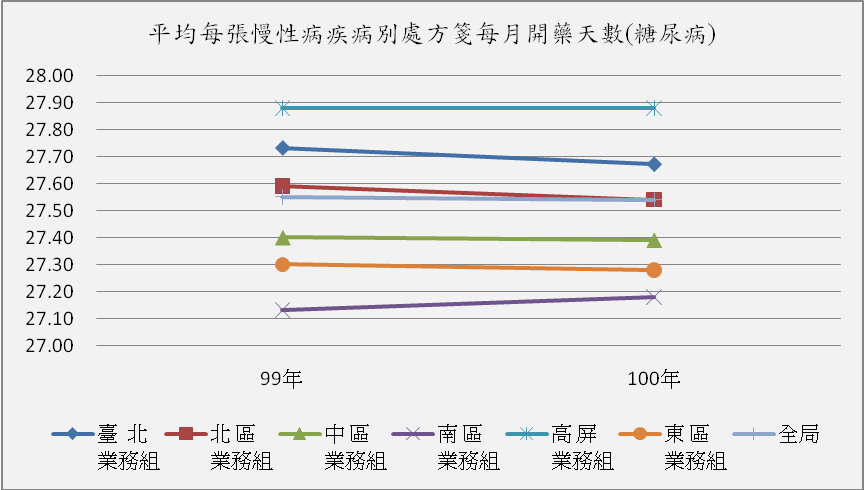 平均每張慢性病疾病別處方箋每月開藥天數(糖尿病)
28.00
27.90
27.80
27.70
27.60
27.50
27.40
27.30
27.20
27.10
27.00
99年 100年
臺 北 北 區 中 區 南 區 高 屏 東 區 全局
業務組 業務組 業務組 業務組 業務組 業務組